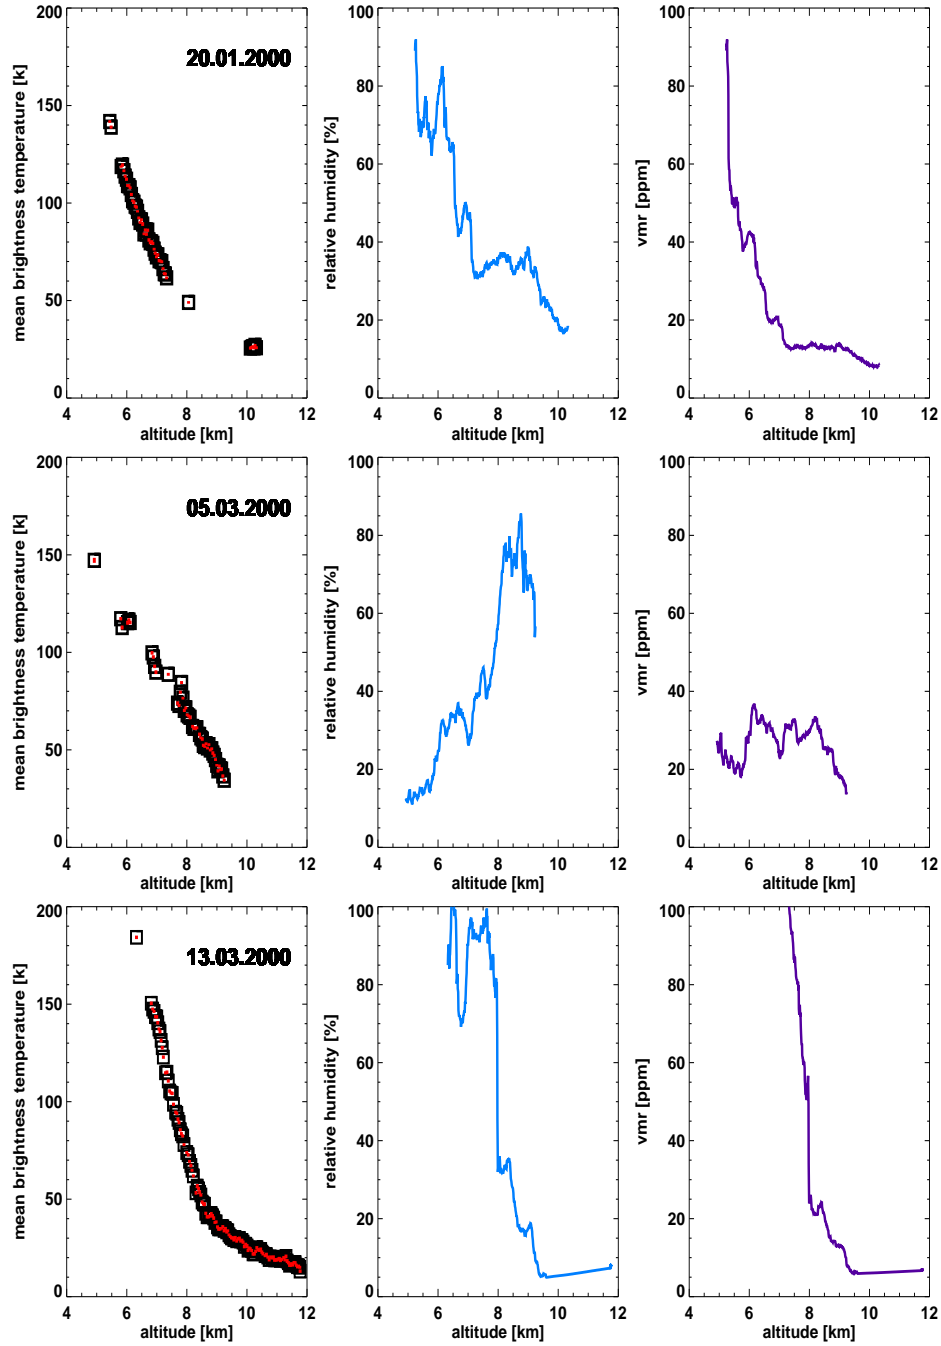 200
150
100
50
0
4 6 8 10 12
altitude [km]
mean brightness temperature [k]
20.01.2000
100
80
60
40
20
0
4 6 8 10 12
altitude [km]
relative humidity [%]
100
80
60
40
20
0
4 6 8 10 12
altitude [km]
vmr [ppm]
200
150
100
50
0
4 6 8 10 12
altitude [km]
mean brightness temperature [k]
05.03.2000
100
80
60
40
20
0
4 6 8 10 12
altitude [km]
relative humidity [%]
100
80
60
40
20
0
4 6 8 10 12
altitude [km]
vmr [ppm]
200
150
100
50
0
4 6 8 10 12
altitude [km]
mean brightness temperature [k]
13.03.2000
100
80
60
40
20
0
4 6 8 10 12
altitude [km]
relative humidity [%]
100
80
60
40
20
0
4 6 8 10 12
altitude [km]
vmr [ppm]